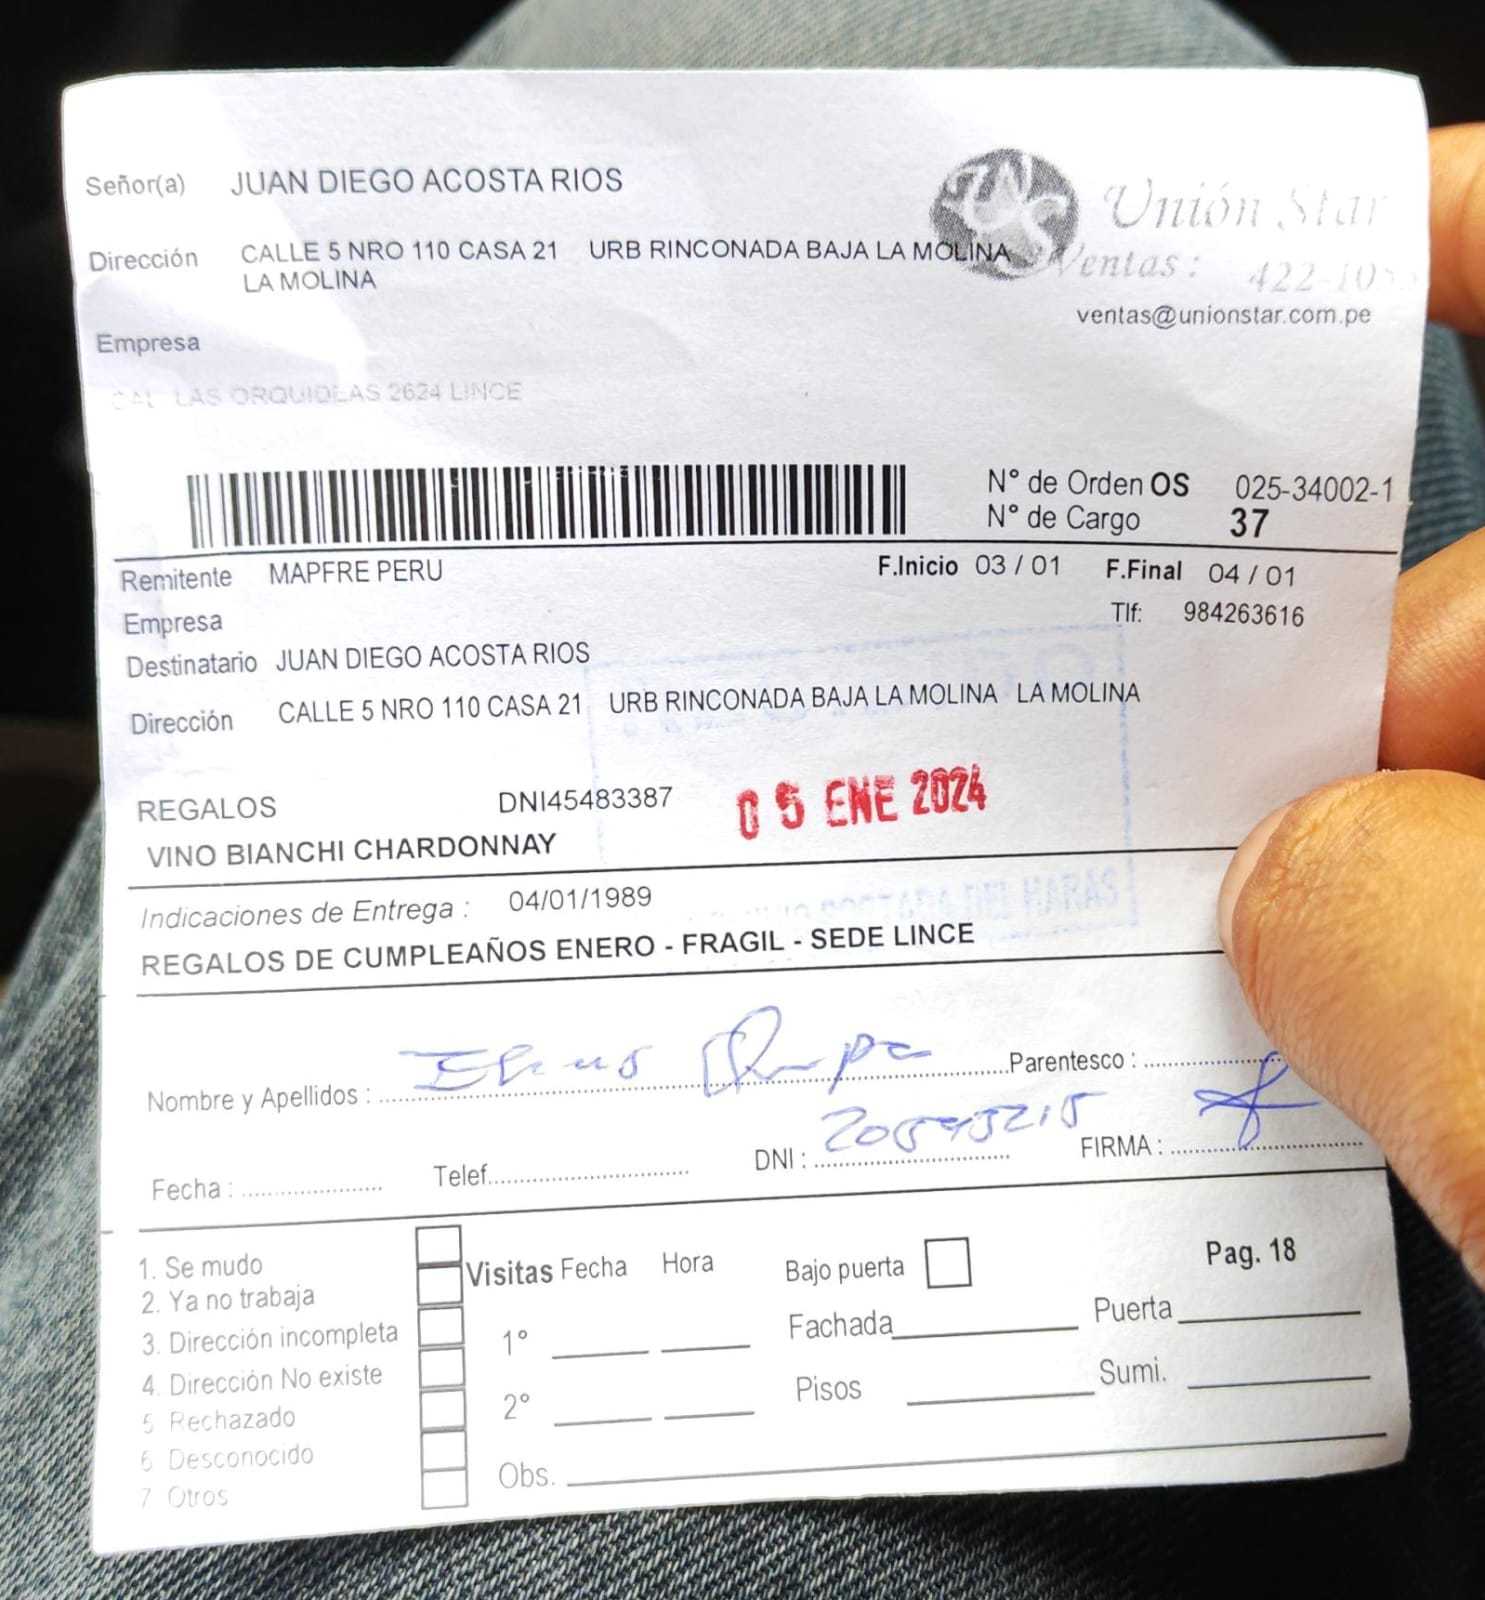 Señor(a) JUAN DIEGO ACOSTA RIOS
Unión Star
Dirección CALLE 5 NRO 110 CASA 21 URB RINCONADA BAJA LA MOLINA
LA MOLINA
Ventas: 422-10
ventas@unionstar.com.pe
Empresa
CAL LAS ORQUIDEAS 2624 LINCE
N° de Orden OS 025-34002-1
N° de Cargo 37
Remitente MAPFRE PERU F.Inicio 03 / 01 F.Final 04 / 01
Empresa Tlf: 984263616
Destinatario JUAN DIEGO ACOSTA RIOS
Dirección CALLE 5 NRO 110 CASA 21 URB RINCONADA BAJA LA MOLINA LA MOLINA
REGALOS DNI45483387 05 ENE 2024
VINO BIANCHI CHARDONNAY
Indicaciones de Entrega : 04/01/1989
HARAS
REGALOS DE CUMPLEAÑOS ENERO - FRAGIL - SEDE LINCE
Nombre y Apellidos : Parentesco :
Fecha : Telef. DNI : 20545215 FIRMA :
1. Se mudo
2. Ya no trabaja
3. Dirección incompleta
4. Dirección No existe
5 Rechazado
6 Desconocido
7 Otros
Visitas Fecha Hora
1°
2°
Obs.
Bajo puerta Pag. 18
Fachada Puerta
Pisos Sumi.